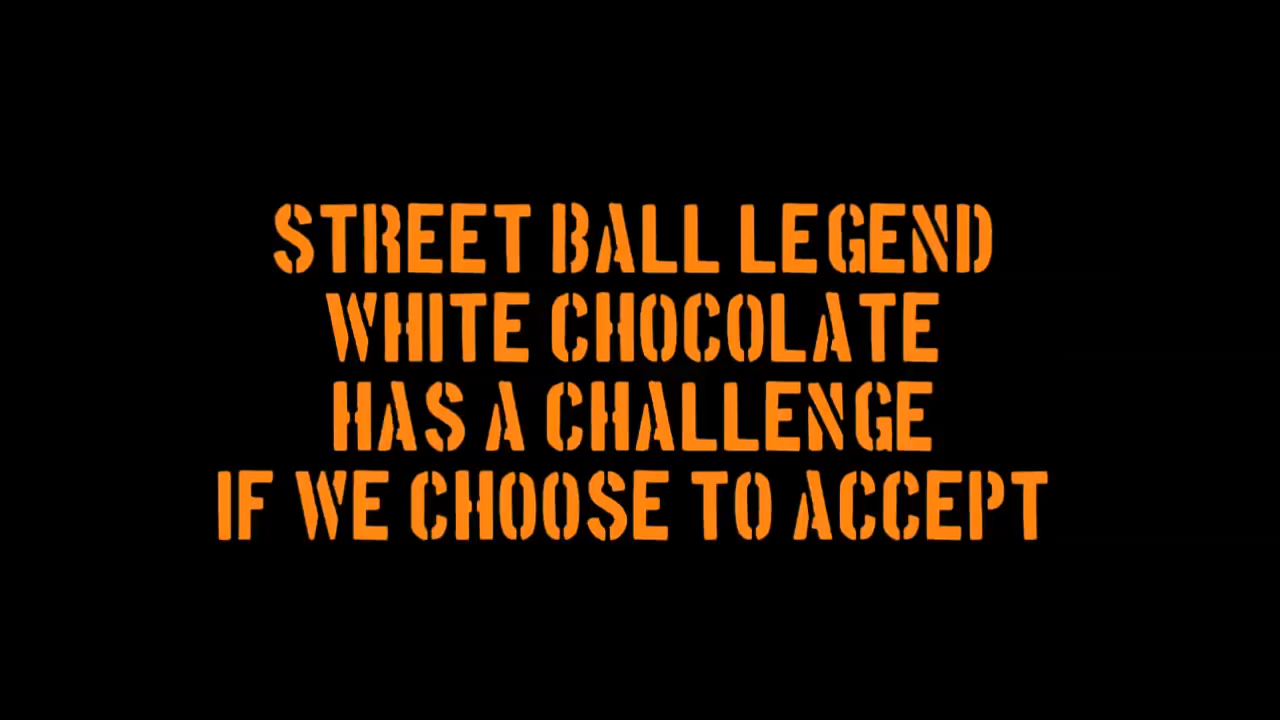 STREET BALL LEGEND
WHITE CHOCOLATE
HAS A CHALLENGE
IF WE CHOOSE TO ACCEPT